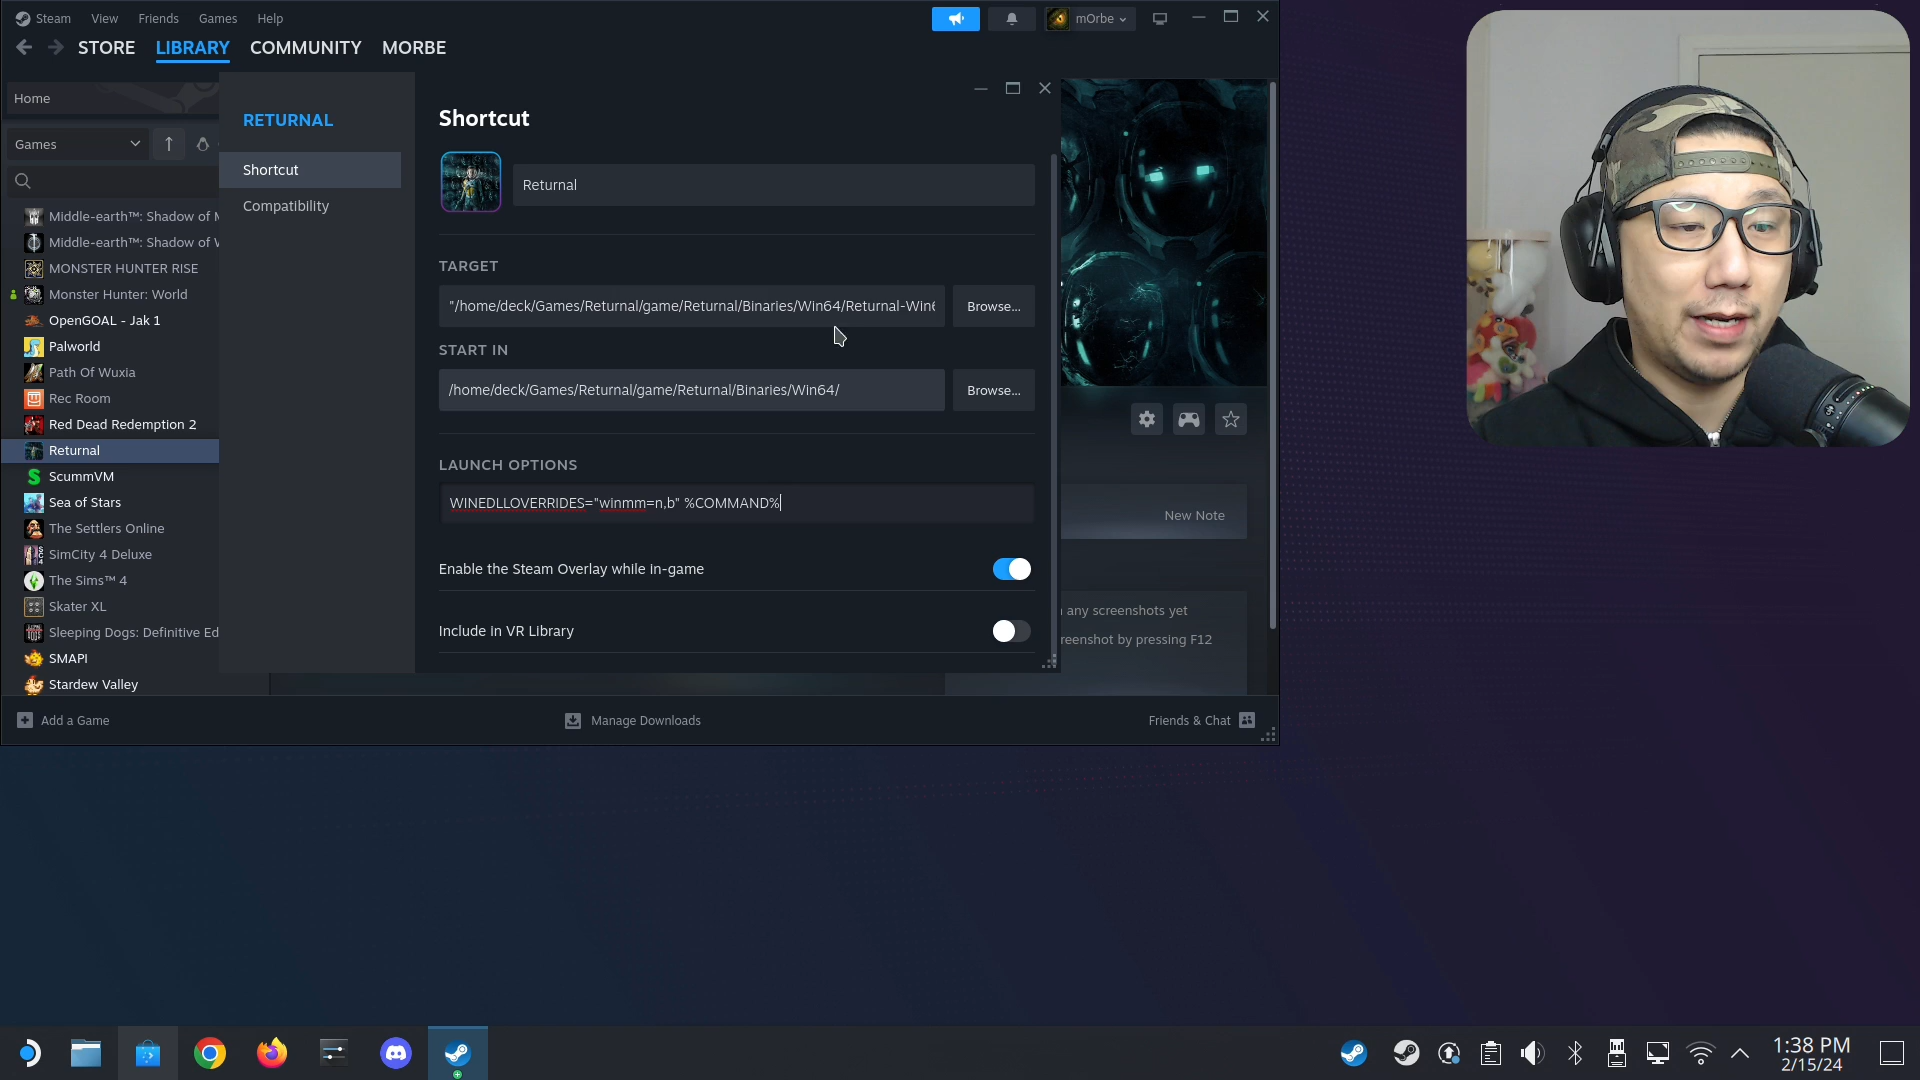 Steam View Friends Games Help
mOrbe
STORE LIBRARY COMMUNITY MORBE
Home
Games
RETURNAL
Shortcut
Compatibility
Shortcut
Returnal
TARGET
"/home/deck/Games/Returnal/game/Returnal/Binaries/Win64/Returnal-Win6
Browse...
START IN
/home/deck/Games/Returnal/game/Returnal/Binaries/Win64/
Browse...
LAUNCH OPTIONS
WINEDLLOVERRIDES="winmm=n,b" %COMMAND%
Enable the Steam Overlay while in-game
Include in VR Library
Middle-earth™: Shadow of M
Middle-earth™: Shadow of W
MONSTER HUNTER RISE
Monster Hunter: World
OpenGOAL - Jak 1
Palworld
Path Of Wuxia
Rec Room
Red Dead Redemption 2
Returnal
ScummVM
Sea of Stars
The Settlers Online
SimCity 4 Deluxe
The Sims™ 4
Skater XL
Sleeping Dogs: Definitive Ed
SMAPI
Stardew Valley
New Note
any screenshots yet
reenshot by pressing F12
Add a Game
Manage Downloads
Friends & Chat
1:38 PM
2/15/24